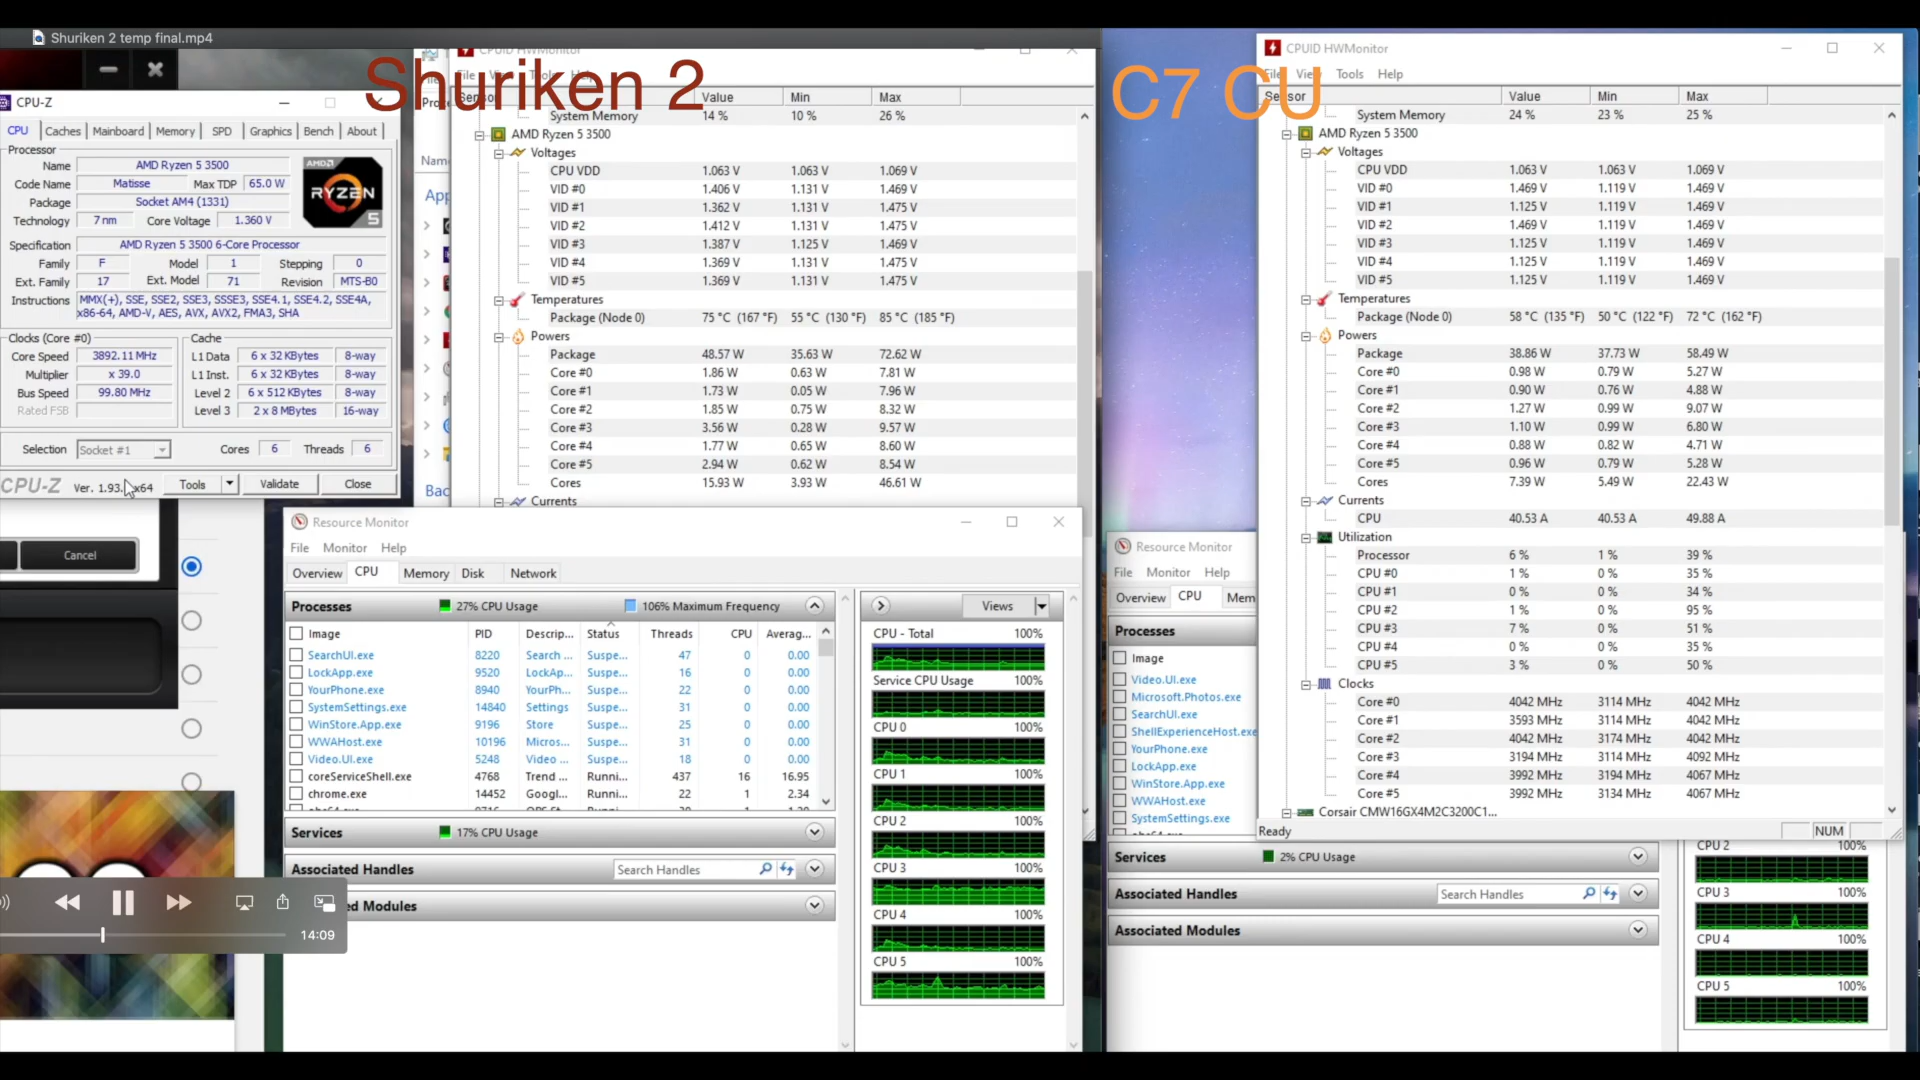 Shuriken 2 temp final.mp4
Shuriken 2
CPU-Z
CPU Caches Mainboard Memory SPD Graphics Bench About
Processor
Name AMD Ryzen 5 3500
Code Name Matisse Max TDP 65.0 W
Package Socket AM4 (1331)
Technology 7 nm Core Voltage 1.360 V
AMD RYZEN 5
Specification AMD Ryzen 5 3500 6-Core Processor
Family F Model 1 Stepping 0
Ext. Family 17 Ext. Model 71 Revision MTS-B0
Instructions MMX(+), SSE, SSE2, SSE3, SSSE3, SSE4.1, SSE4.2, SSE4A,
x86-64, AMD-V, AES, AVX, AVX2, FMA3, SHA
Clocks (Core #0)
Core Speed 3892.11 MHz
Multiplier x 39.0
Bus Speed 99.80 MHz
Rated FSB
Cache
L1 Data 6 x 32 KBytes 8-way
L1 Inst. 6 x 32 KBytes 8-way
Level 2 6 x 512 KBytes 8-way
Level 3 2 x 8 MBytes 16-way
Selection Socket #1 Cores 6 Threads 6
CPU-Z Ver. 1.93. x64 Tools Validate Close
Cancel
14:09
CPUID HWMonitor
Value Min Max
System Memory 14 % 10 % 26 %
AMD Ryzen 5 3500
Voltages
CPU VDD 1.063 V 1.063 V 1.069 V
VID #0 1.406 V 1.131 V 1.469 V
VID #1 1.362 V 1.131 V 1.475 V
VID #2 1.412 V 1.131 V 1.475 V
VID #3 1.387 V 1.125 V 1.469 V
VID #4 1.369 V 1.131 V 1.475 V
VID #5 1.369 V 1.131 V 1.475 V
Temperatures
Package (Node 0) 75 °C (167 °F) 55 °C (130 °F) 85 °C (185 °F)
Powers
Package 48.57 W 35.63 W 72.62 W
Core #0 1.86 W 0.63 W 7.81 W
Core #1 1.73 W 0.05 W 7.96 W
Core #2 1.85 W 0.75 W 8.32 W
Core #3 3.56 W 0.28 W 9.57 W
Core #4 1.77 W 0.65 W 8.60 W
Core #5 2.94 W 0.62 W 8.54 W
Cores 15.93 W 3.93 W 46.61 W
Currents
Resource Monitor
File Monitor Help
Overview CPU Memory Disk Network
Processes 27% CPU Usage 106% Maximum Frequency
Image PID Descrip... Status Threads CPU Averag...
SearchUI.exe 8220 Search ... Suspe... 47 0 0.00
LockApp.exe 9520 LockAp... Suspe... 16 0 0.00
YourPhone.exe 8940 YourPh... Suspe... 22 0 0.00
SystemSettings.exe 14840 Settings Suspe... 31 0 0.00
WinStore.App.exe 9196 Store Suspe... 25 0 0.00
WWAHost.exe 10196 Micros... Suspe... 31 0 0.00
Video.UI.exe 5248 Video ... Suspe... 18 0 0.00
coreServiceShell.exe 4768 Trend ... Runni... 437 16 16.95
chrome.exe 14452 Googl... Runni... 22 1 2.34
Services 17% CPU Usage
Associated Handles Search Handles
ed Modules
Views
CPU - Total 100%
Service CPU Usage 100%
CPU 0 100%
CPU 1 100%
CPU 2 100%
CPU 3 100%
CPU 4 100%
CPU 5 100%
C7 CU
CPUID HWMonitor
File View Tools Help
Value Min Max
System Memory 24 % 23 % 25 %
AMD Ryzen 5 3500
Voltages
CPU VDD 1.063 V 1.063 V 1.069 V
VID #0 1.469 V 1.119 V 1.469 V
VID #1 1.125 V 1.119 V 1.469 V
VID #2 1.469 V 1.119 V 1.469 V
VID #3 1.125 V 1.119 V 1.469 V
VID #4 1.125 V 1.119 V 1.469 V
VID #5 1.125 V 1.119 V 1.469 V
Temperatures
Package (Node 0) 58 °C (135 °F) 50 °C (122 °F) 72 °C (162 °F)
Powers
Package 38.86 W 37.73 W 58.49 W
Core #0 0.98 W 0.79 W 5.27 W
Core #1 0.90 W 0.76 W 4.88 W
Core #2 1.27 W 0.99 W 9.07 W
Core #3 1.10 W 0.99 W 6.80 W
Core #4 0.88 W 0.82 W 4.71 W
Core #5 0.96 W 0.79 W 5.28 W
Cores 7.39 W 5.49 W 22.43 W
Currents
CPU 40.53 A 40.53 A 49.88 A
Utilization
Processor 6 % 1 % 39 %
CPU #0 1 % 0 % 35 %
CPU #1 0 % 0 % 34 %
CPU #2 1 % 0 % 95 %
CPU #3 7 % 0 % 51 %
CPU #4 0 % 0 % 35 %
CPU #5 3 % 0 % 50 %
Clocks
Core #0 4042 MHz 3114 MHz 4042 MHz
Core #1 3593 MHz 3114 MHz 4042 MHz
Core #2 4042 MHz 3174 MHz 4042 MHz
Core #3 3194 MHz 3114 MHz 4092 MHz
Core #4 3992 MHz 3194 MHz 4067 MHz
Core #5 3992 MHz 3134 MHz 4067 MHz
Corsair CMW16GX4M2C3200C1...
Ready NUM
Resource Monitor
File Monitor Help
Overview CPU Mem
Processes
Image
Video.UI.exe
Microsoft.Photos.exe
SearchUI.exe
ShellExperienceHost.exe
YourPhone.exe
LockApp.exe
WinStore.App.exe
WWAHost.exe
SystemSettings.exe
Services 2% CPU Usage
Associated Handles Search Handles
Associated Modules
CPU 2 100%
CPU 3 100%
CPU 4 100%
CPU 5 100%